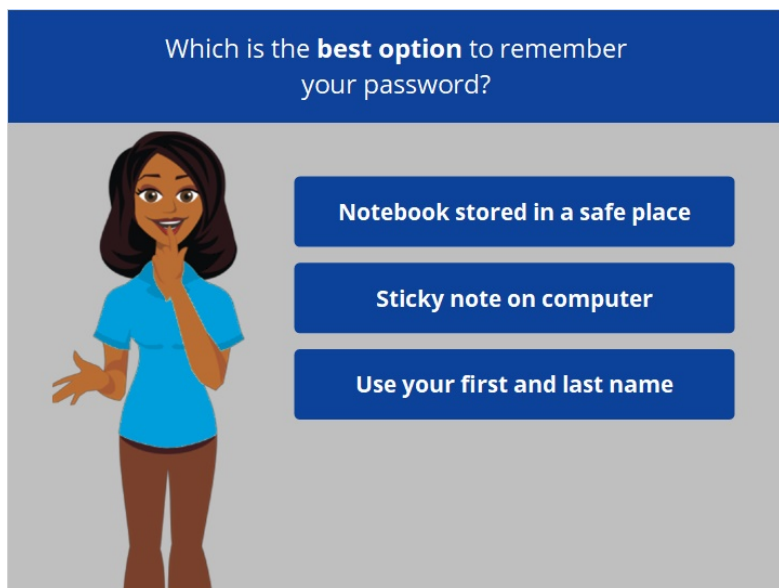 Which is the best option to remember
your password?
Notebook stored in a safe place
Sticky note on computer
Use your first and last name